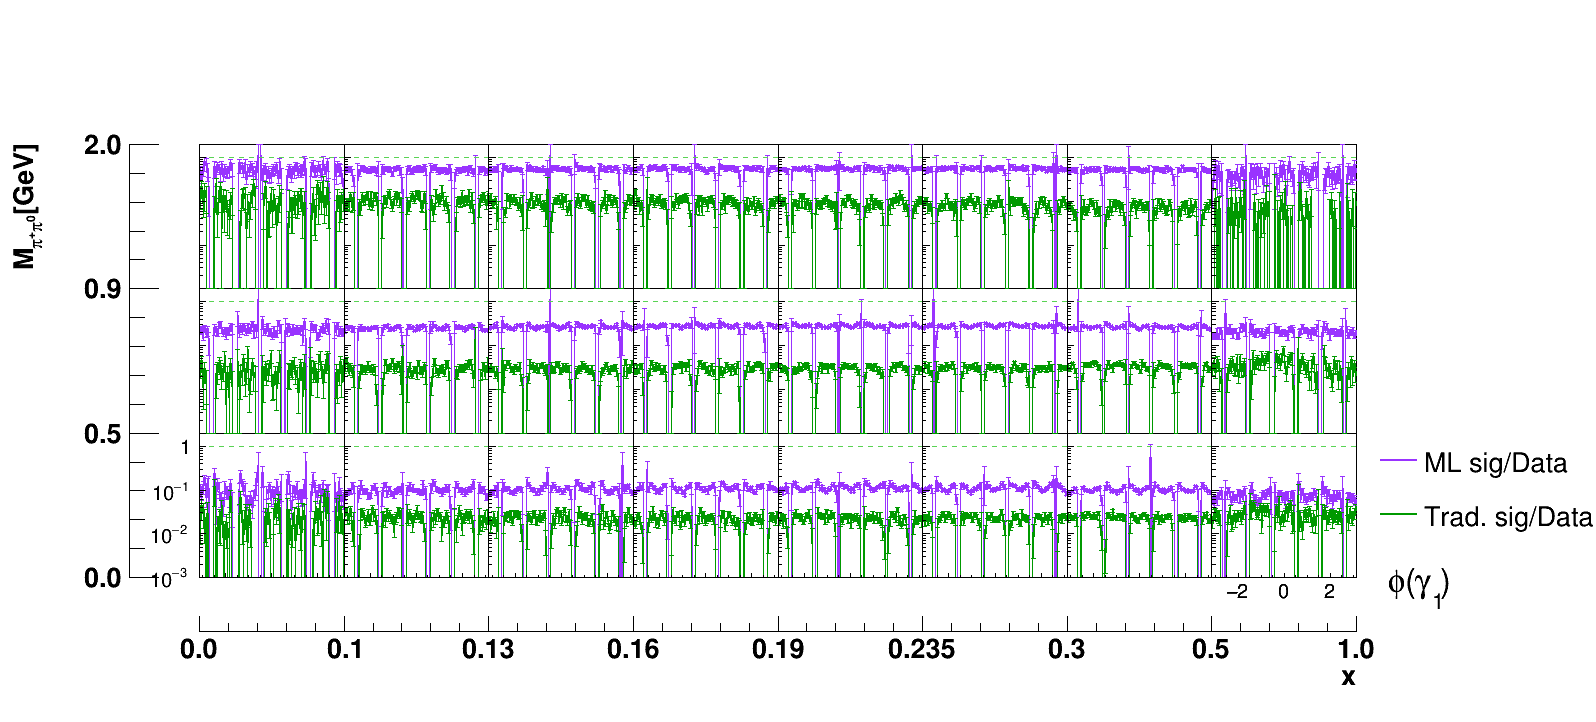 M π⁺π⁰ [GeV]
2.0
0.9
0.5
0.0
1
10⁻¹
10⁻²
10⁻³
ML sig/Data
Trad. sig/Data
−2 0 2
ϕ(γ₁)
0.0 0.1 0.13 0.16 0.19 0.235 0.3 0.5 1.0
x